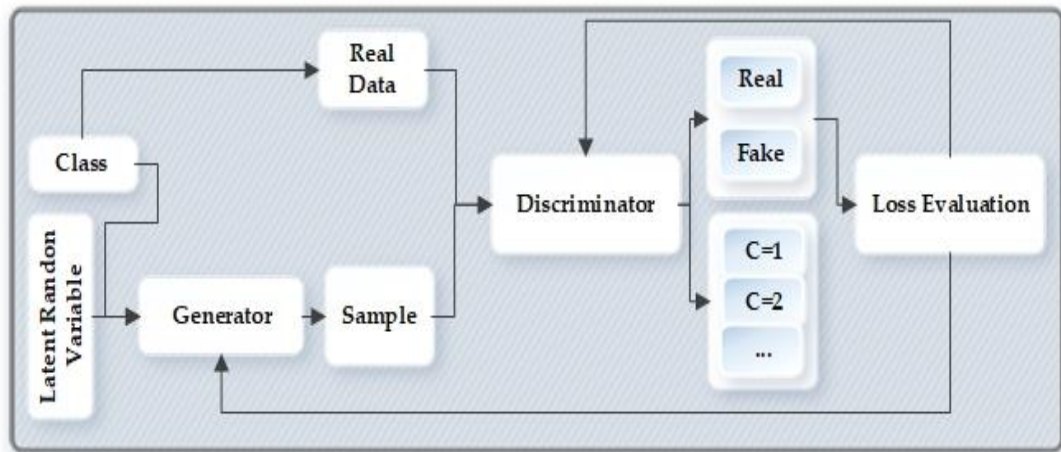 Real
Data
Class
Latent Randon
Variable
Generator
Sample
Discriminator
Real
Fake
C=1
C=2
...
Loss Evaluation